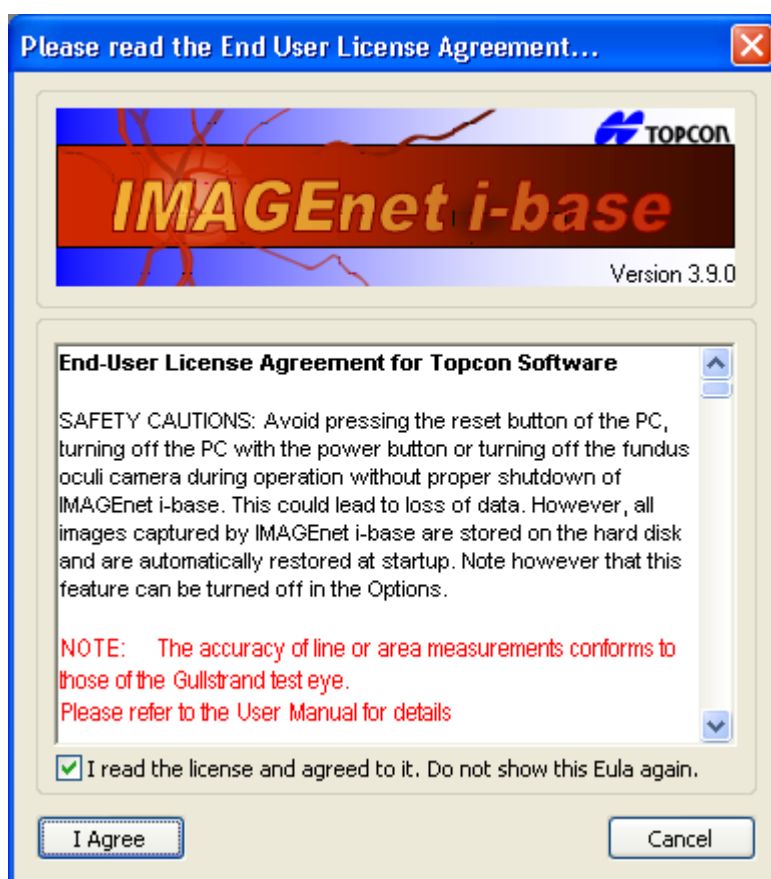 Please read the End User License Agreement...
TOPCON
IMAGEnet i-base
Version 3.9.0
End-User License Agreement for Topcon Software
SAFETY CAUTIONS: Avoid pressing the reset button of the PC,
turning off the PC with the power button or turning off the fundus
oculi camera during operation without proper shutdown of
IMAGEnet i-base. This could lead to loss of data. However, all
images captured by IMAGEnet i-base are stored on the hard disk
and are automatically restored at startup. Note however that this
feature can be turned off in the Options.
NOTE: The accuracy of line or area measurements conforms to
those of the Gullstrand test eye.
Please refer to the User Manual for details
I read the license and agreed to it. Do not show this Eula again.
I Agree
Cancel